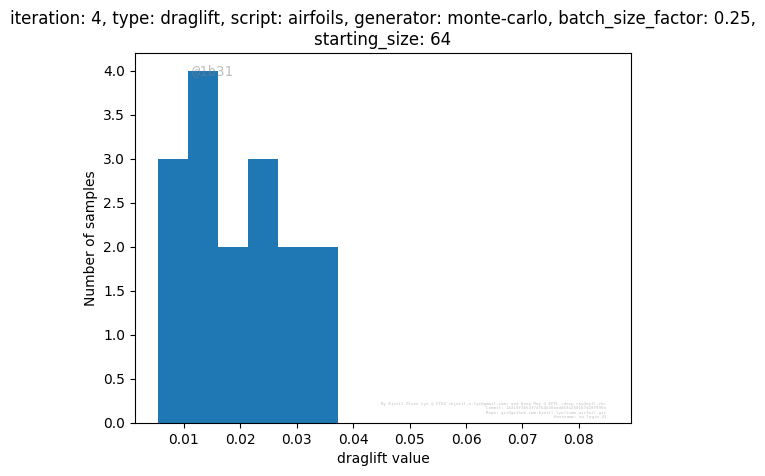 iteration: 4, type: draglift, script: airfoils, generator: monte-carlo, batch_size_factor: 0.25,
starting_size: 64
4.0
3.5
3.0
2.5
2.0
1.5
1.0
0.5
0.0
Number of samples
0.01 0.02 0.03 0.04 0.05 0.06 0.07 0.08
draglift value